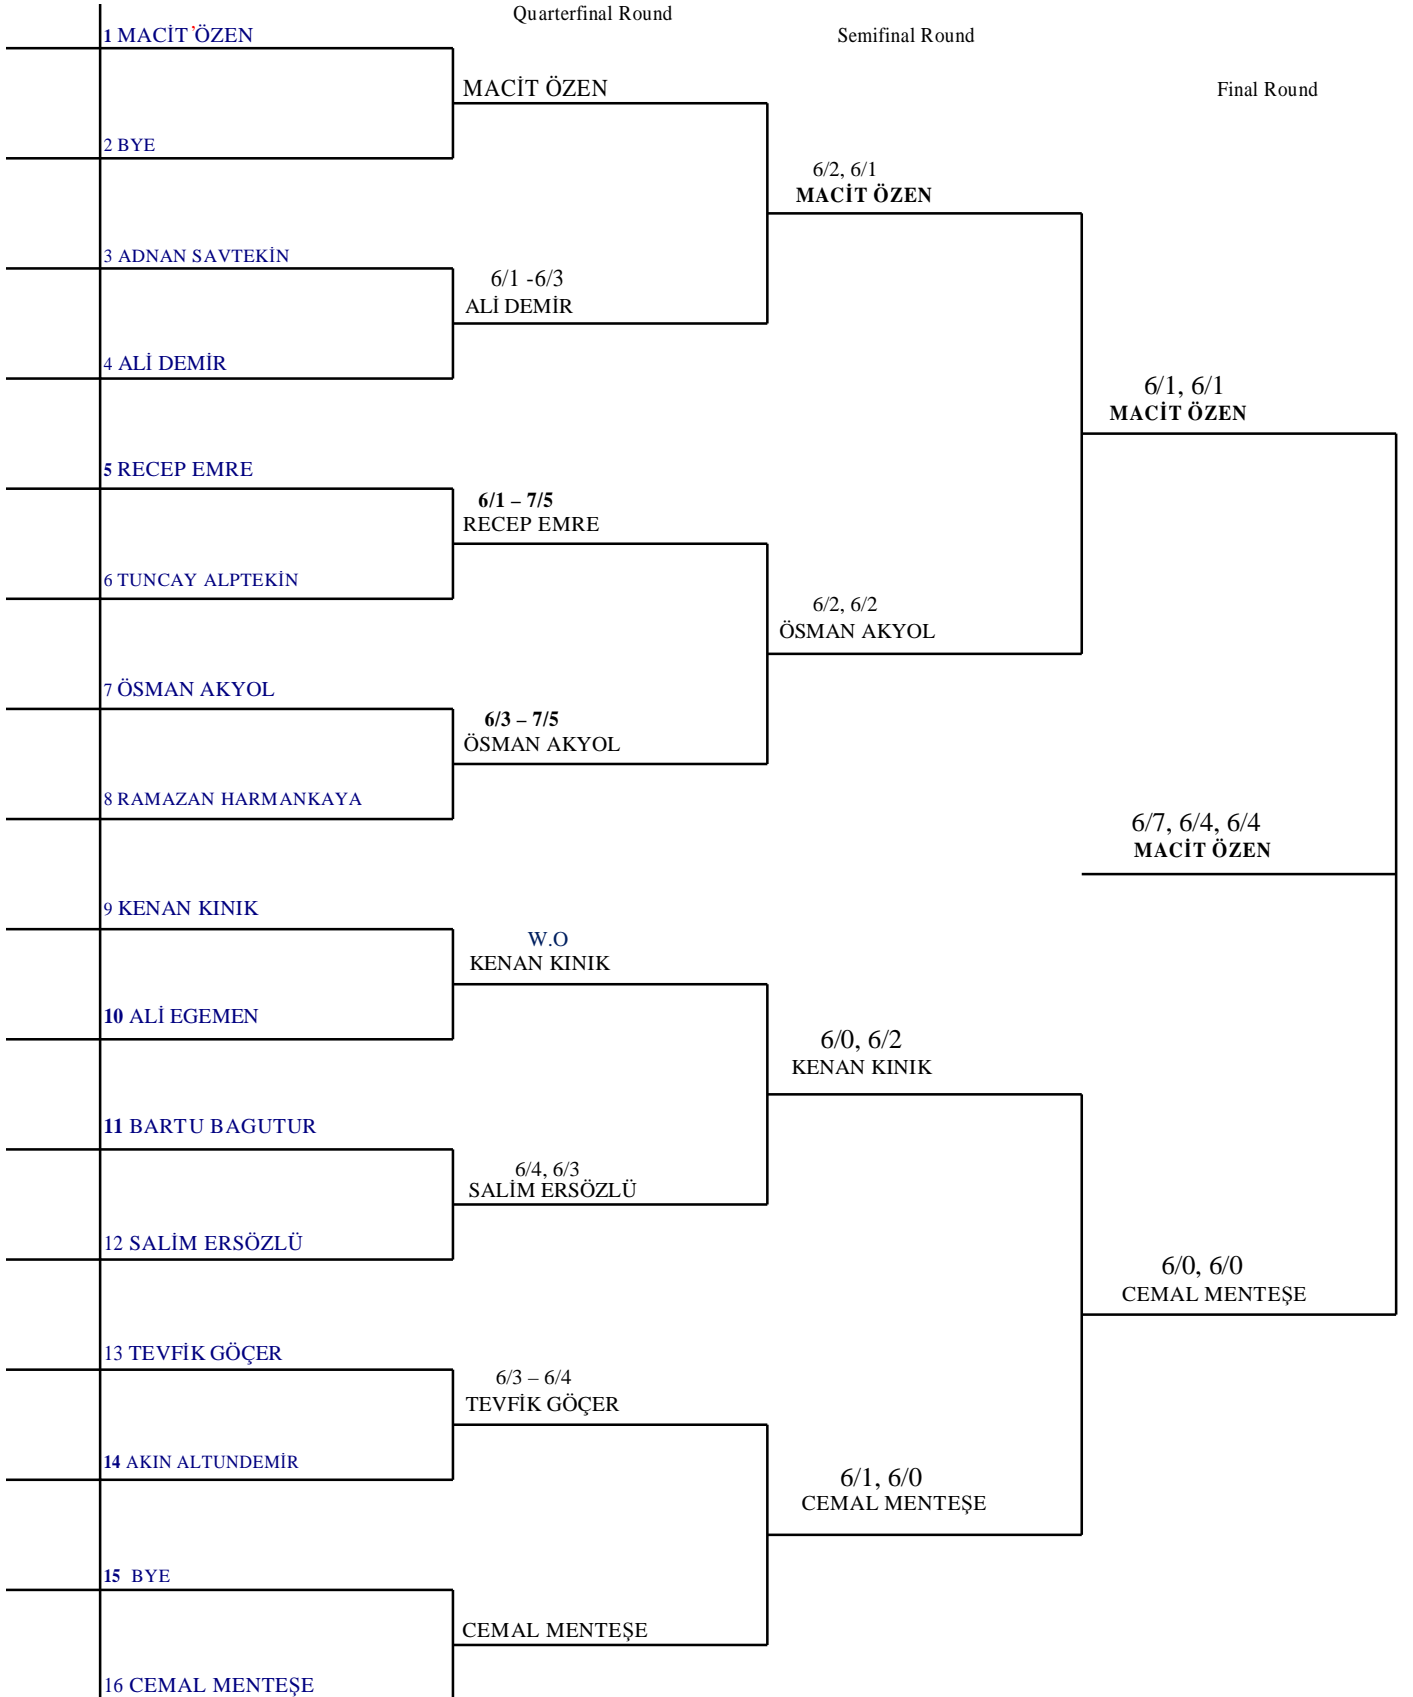 Quarterfinal Round
Semifinal Round
Final Round
1 MACİT 'ÖZEN
MACİT ÖZEN
2 BYE
6/2, 6/1
MACİT ÖZEN
3 ADNAN SAVTEKİN
6/1 -6/3
ALİ DEMİR
4 ALİ DEMİR
6/1, 6/1
MACİT ÖZEN
5 RECEP EMRE
6/1 – 7/5
RECEP EMRE
6 TUNCAY ALPTEKİN
6/2, 6/2
ÖSMAN AKYOL
7 ÖSMAN AKYOL
6/3 – 7/5
ÖSMAN AKYOL
8 RAMAZAN HARMANKAYA
6/7, 6/4, 6/4
MACİT ÖZEN
9 KENAN KINIK
W.O
KENAN KINIK
10 ALİ EGEMEN
6/0, 6/2
KENAN KINIK
11 BARTU BAGUTUR
6/4, 6/3
SALİM ERSÖZLÜ
12 SALİM ERSÖZLÜ
6/0, 6/0
CEMAL MENTEŞE
13 TEVFİK GÖÇER
6/3 – 6/4
TEVFİK GÖÇER
14 AKIN ALTUNDEMİR
6/1, 6/0
CEMAL MENTEŞE
15 BYE
CEMAL MENTEŞE
16 CEMAL MENTEŞE